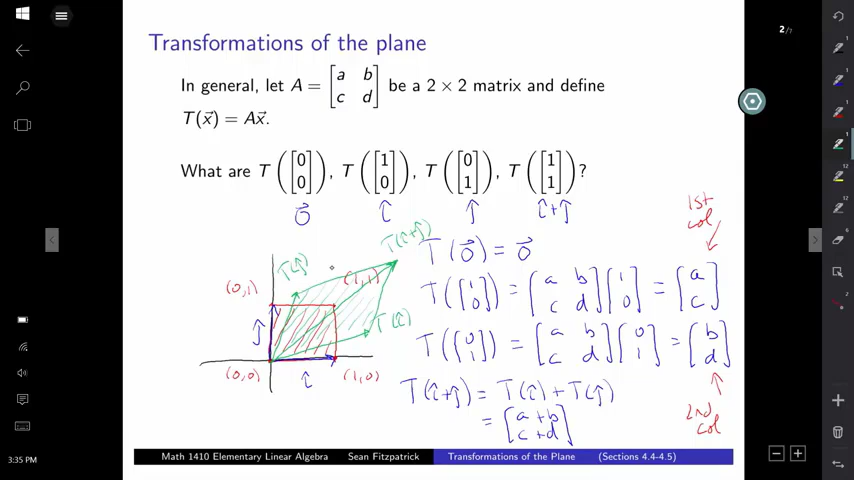 2/7
Transformations of the plane
In general, let A = [a b; c d] be a 2 × 2 matrix and define
T(x⃗) = Ax⃗.
What are T([0 0]), T([1 0]), T([0 1]), T([1 1])?
0⃗ î ĵ î+ĵ
1st
col
T(î+ĵ)
T(ĵ)
(0,1)
(1,1)
T(î)
ĵ
(0,0)
î
(1,0)
T(0⃗) = 0⃗
T([1 0]) = [a b; c d][1 0] = [a c]
T([0 1]) = [a b; c d][0 1] = [b d]
T(î+ĵ) = T(î) + T(ĵ)
= [a+b c+d]
2nd
col
Math 1410 Elementary Linear Algebra Sean Fitzpatrick Transformations of the Plane (Sections 4.4-4.5)
3:35 PM